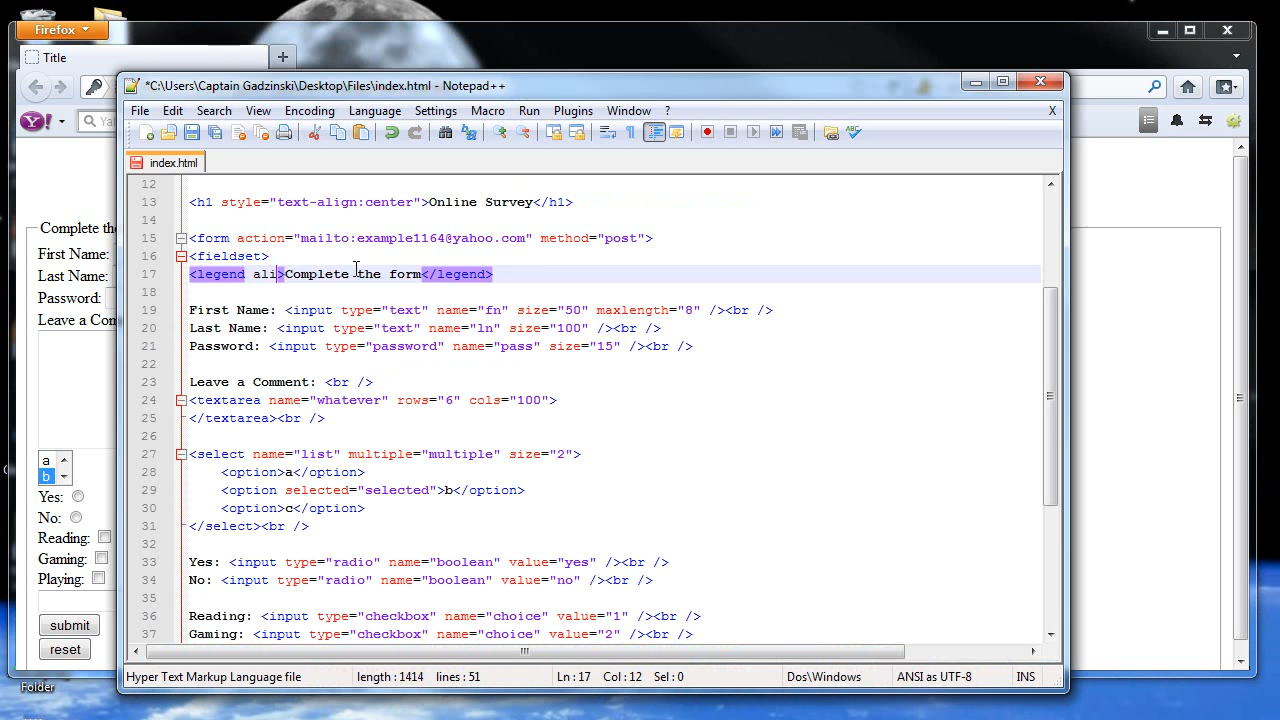 Firefox
Title
*C:\Users\Captain Gadzinski\Desktop\Files\index.html - Notepad++
File Edit Search View Encoding Language Settings Macro Run Plugins Window ? X
index.html
12
13 <h1 style="text-align:center">Online Survey</h1>
14
15 <form action="mailto:example1164@yahoo.com" method="post">
16 <fieldset>
17 <legend ali>Complete the form</legend>
18
19 First Name: <input type="text" name="fn" size="50" maxlength="8" /><br />
20 Last Name: <input type="text" name="ln" size="100" /><br />
21 Password: <input type="password" name="pass" size="15" /><br />
22
23 Leave a Comment: <br />
24 <textarea name="whatever" rows="6" cols="100">
25 </textarea><br />
26
27 <select name="list" multiple="multiple" size="2">
28 <option>a</option>
29 <option selected="selected">b</option>
30 <option>c</option>
31 </select><br />
32
33 Yes: <input type="radio" name="boolean" value="yes" /><br />
34 No: <input type="radio" name="boolean" value="no" /><br />
35
36 Reading: <input type="checkbox" name="choice" value="1" /><br />
37 Gaming: <input type="checkbox" name="choice" value="2" /><br />
Hyper Text Markup Language file length : 1414 lines : 51 Ln : 17 Col : 12 Sel : 0 Dos\Windows ANSI as UTF-8 INS
Y!
Ya
Complete the
First Name:
Last Name:
Password:
Leave a Com
a
b
Yes:
No:
Reading:
Gaming:
Playing:
submit
reset
Folder